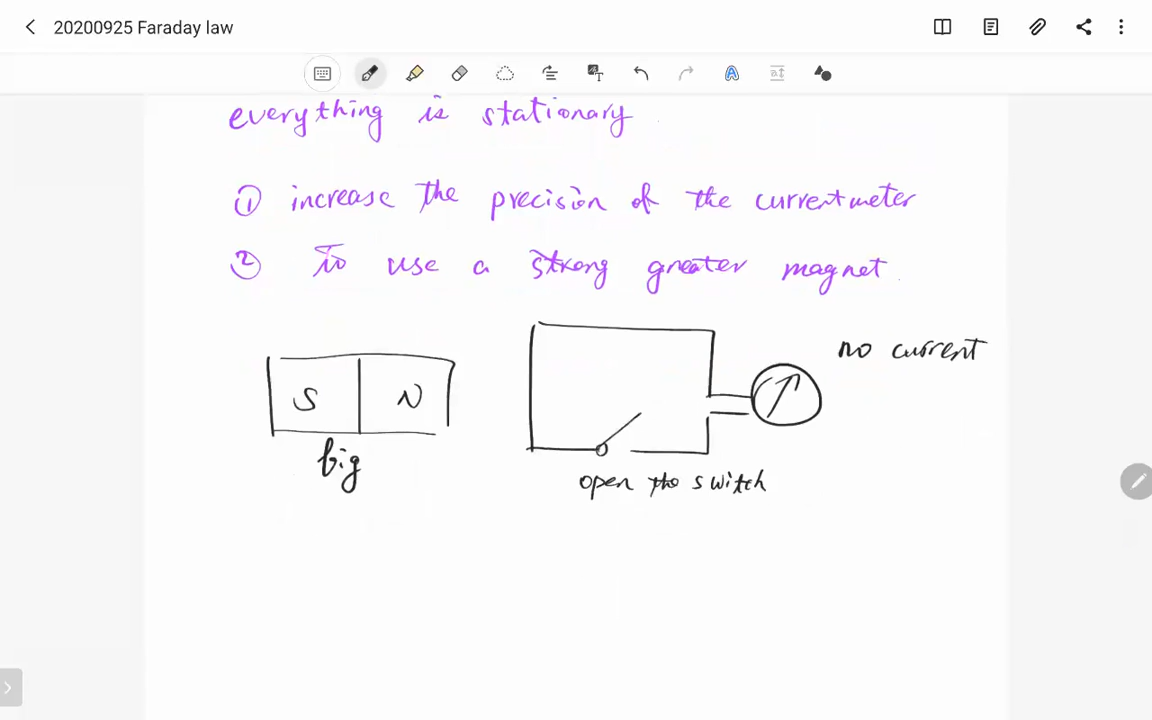 20200925 Faraday law
everything is stationary
① increase the precision of the currentmeter
② To use a strong greater magnet.
no current
S N
big
open the switch